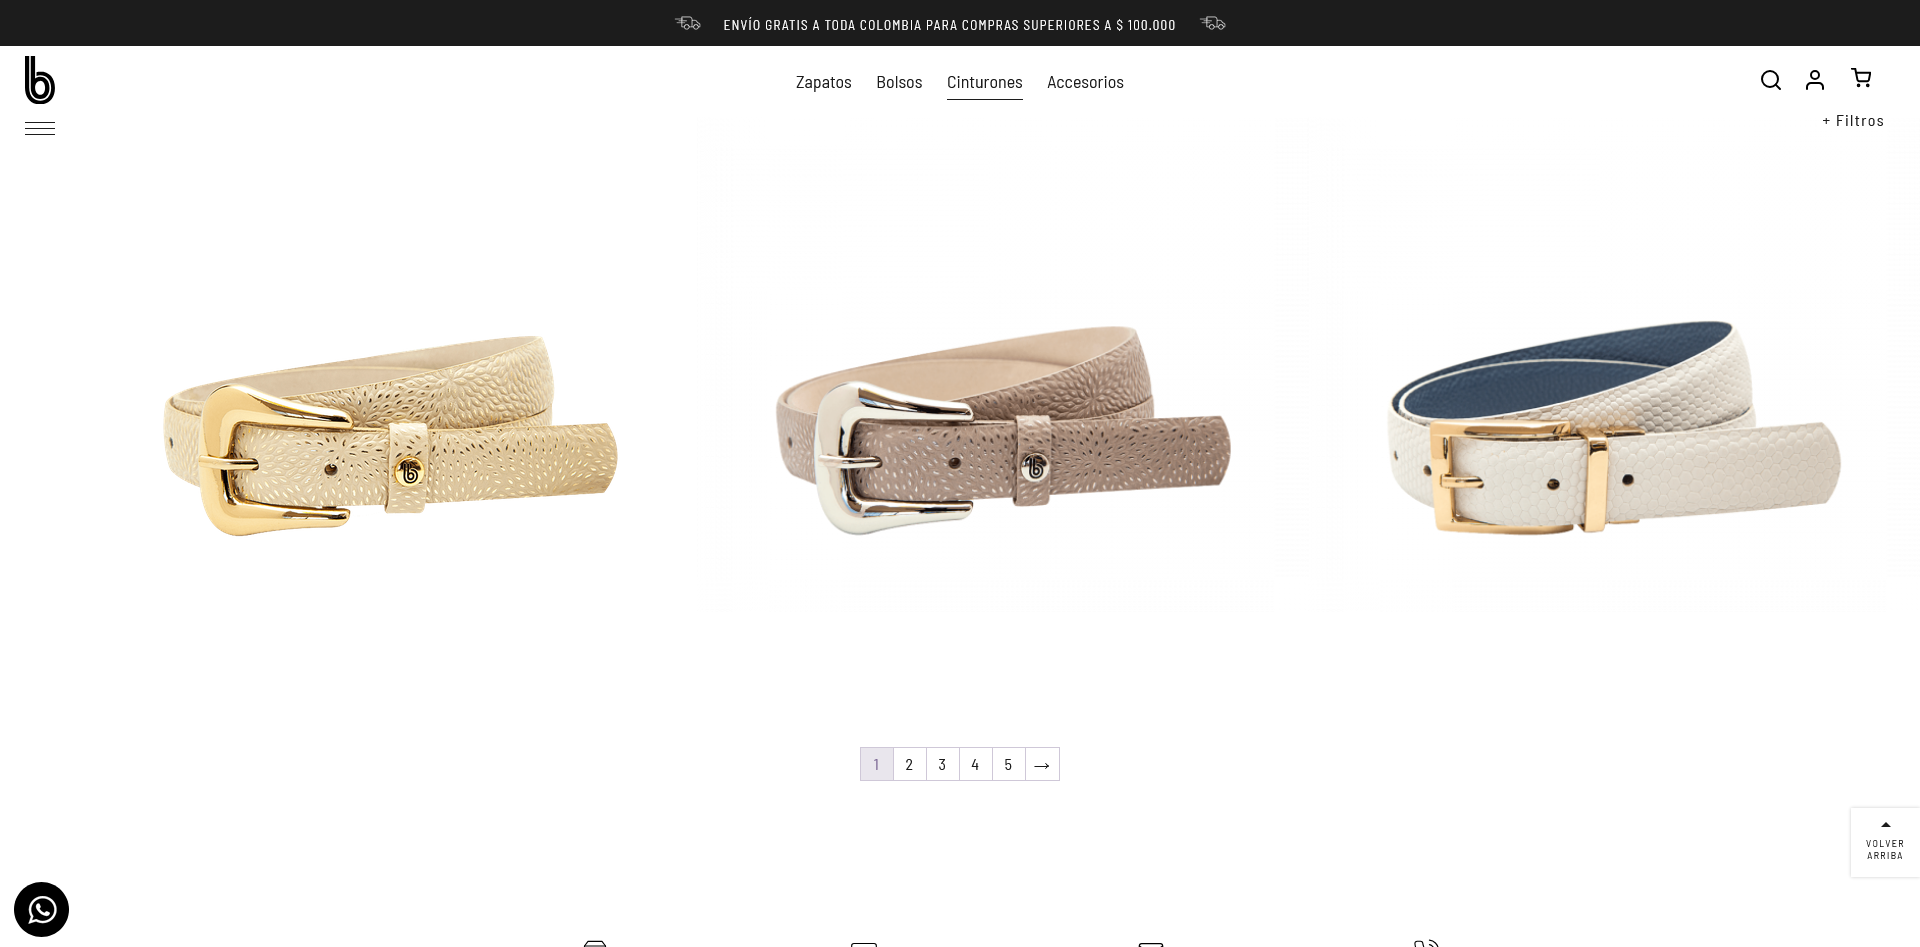 ENVÍO GRATIS A TODA COLOMBIA PARA COMPRAS SUPERIORES A $ 100.000
b
Zapatos Bolsos Cinturones Accesorios
+ Filtros
b
b
1 2 3 4 5 →
VOLVER
ARRIBA